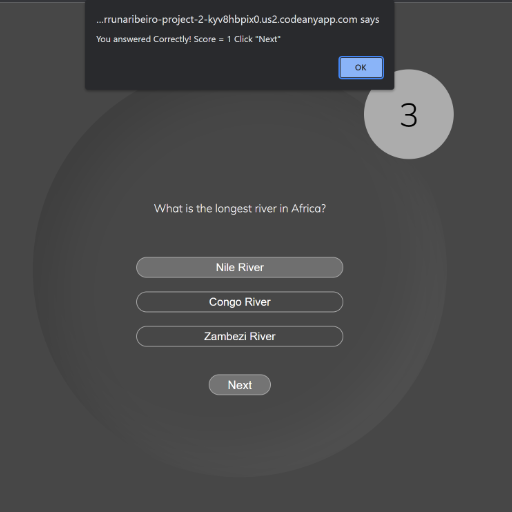 ...rrunaribeiro-project-2-kyv8hbpix0.us2.codeanyapp.com says
You answered Correctly! Score = 1 Click "Next"
OK
3
What is the longest river in Africa?
Nile River
Congo River
Zambezi River
Next